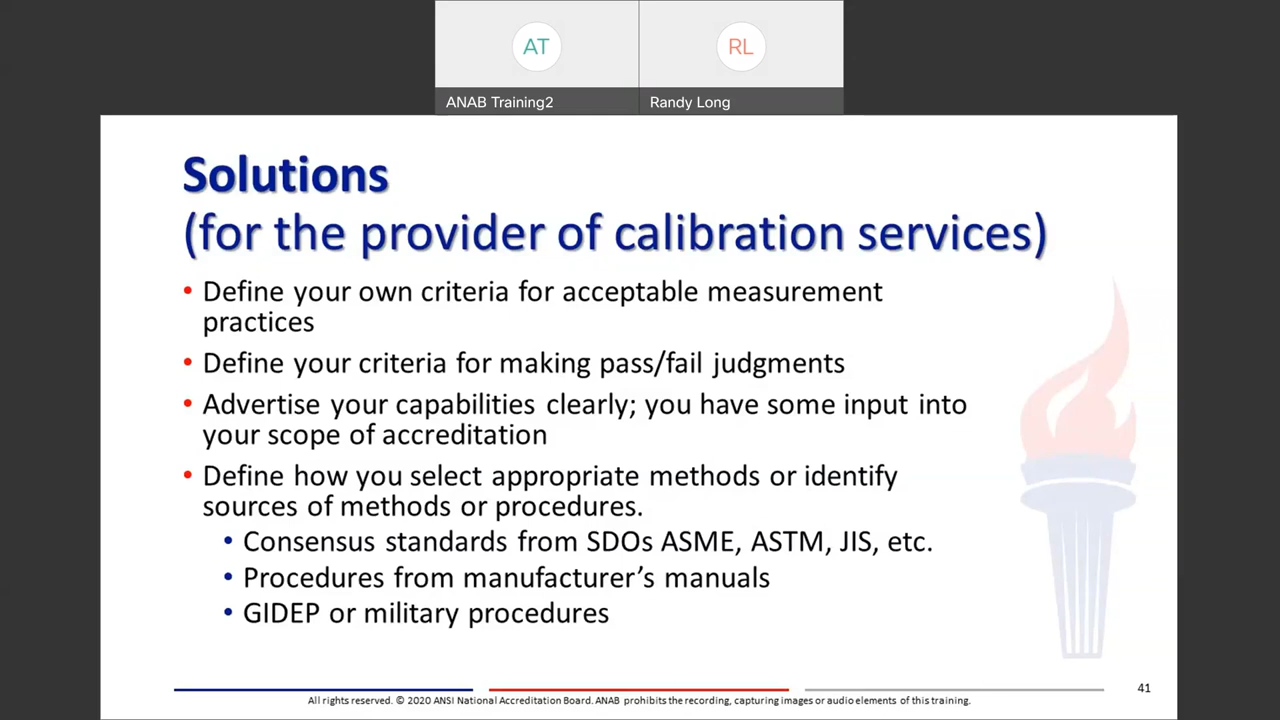 AT
RL
ANAB Training2
Randy Long
Solutions
(for the provider of calibration services)
• Define your own criteria for acceptable measurement
practices
• Define your criteria for making pass/fail judgments
• Advertise your capabilities clearly; you have some input into
your scope of accreditation
• Define how you select appropriate methods or identify
sources of methods or procedures.
• Consensus standards from SDOs ASME, ASTM, JIS, etc.
• Procedures from manufacturer’s manuals
• GIDEP or military procedures
41
All rights reserved. © 2020 ANSI National Accreditation Board. ANAB prohibits the recording, capturing images or audio elements of this training.